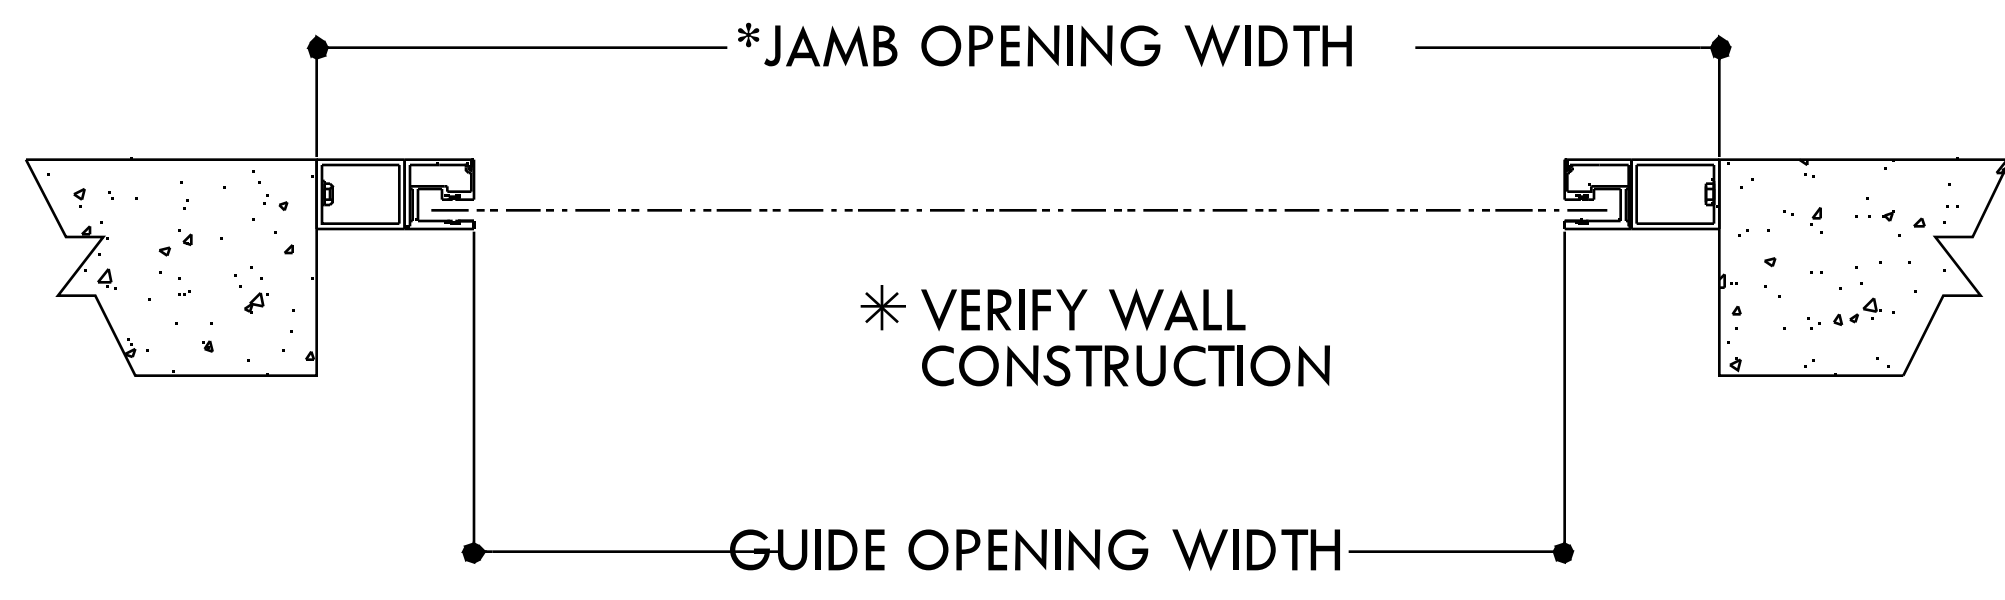 *JAMB OPENING WIDTH
* VERIFY WALL
CONSTRUCTION
GUIDE OPENING WIDTH